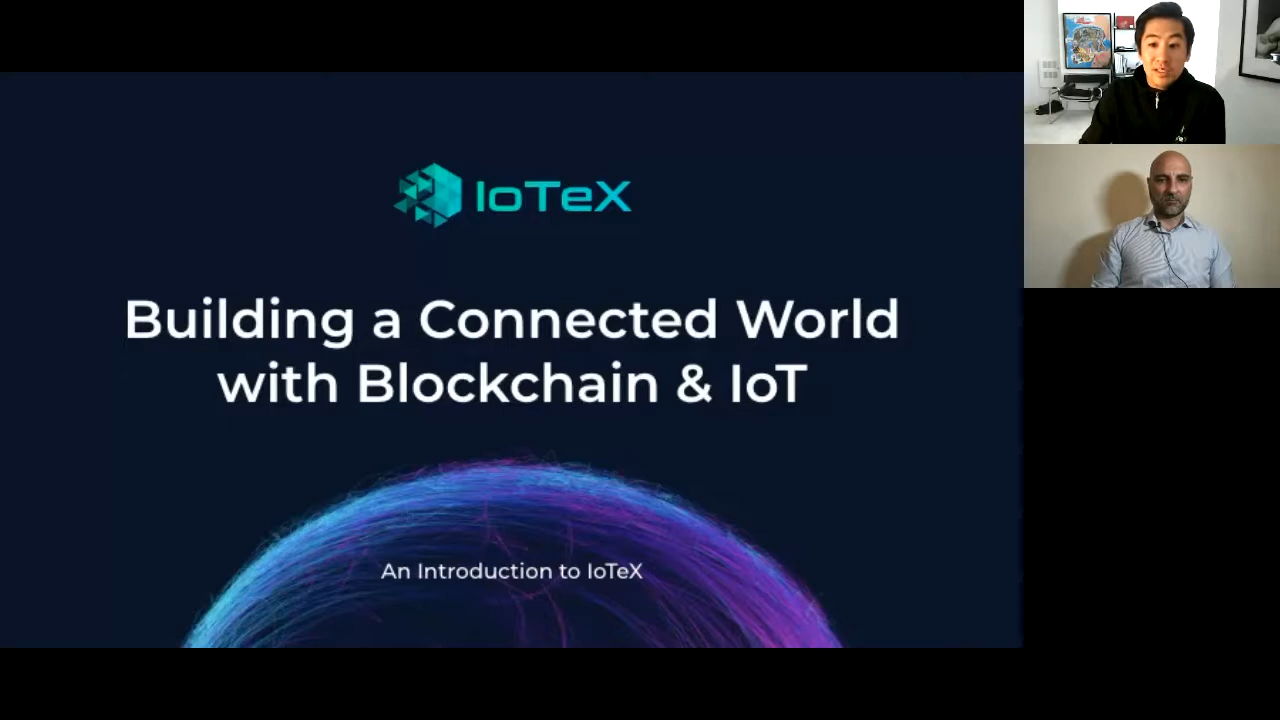 IoTeX
Building a Connected World
with Blockchain & IoT
An Introduction to IoTeX